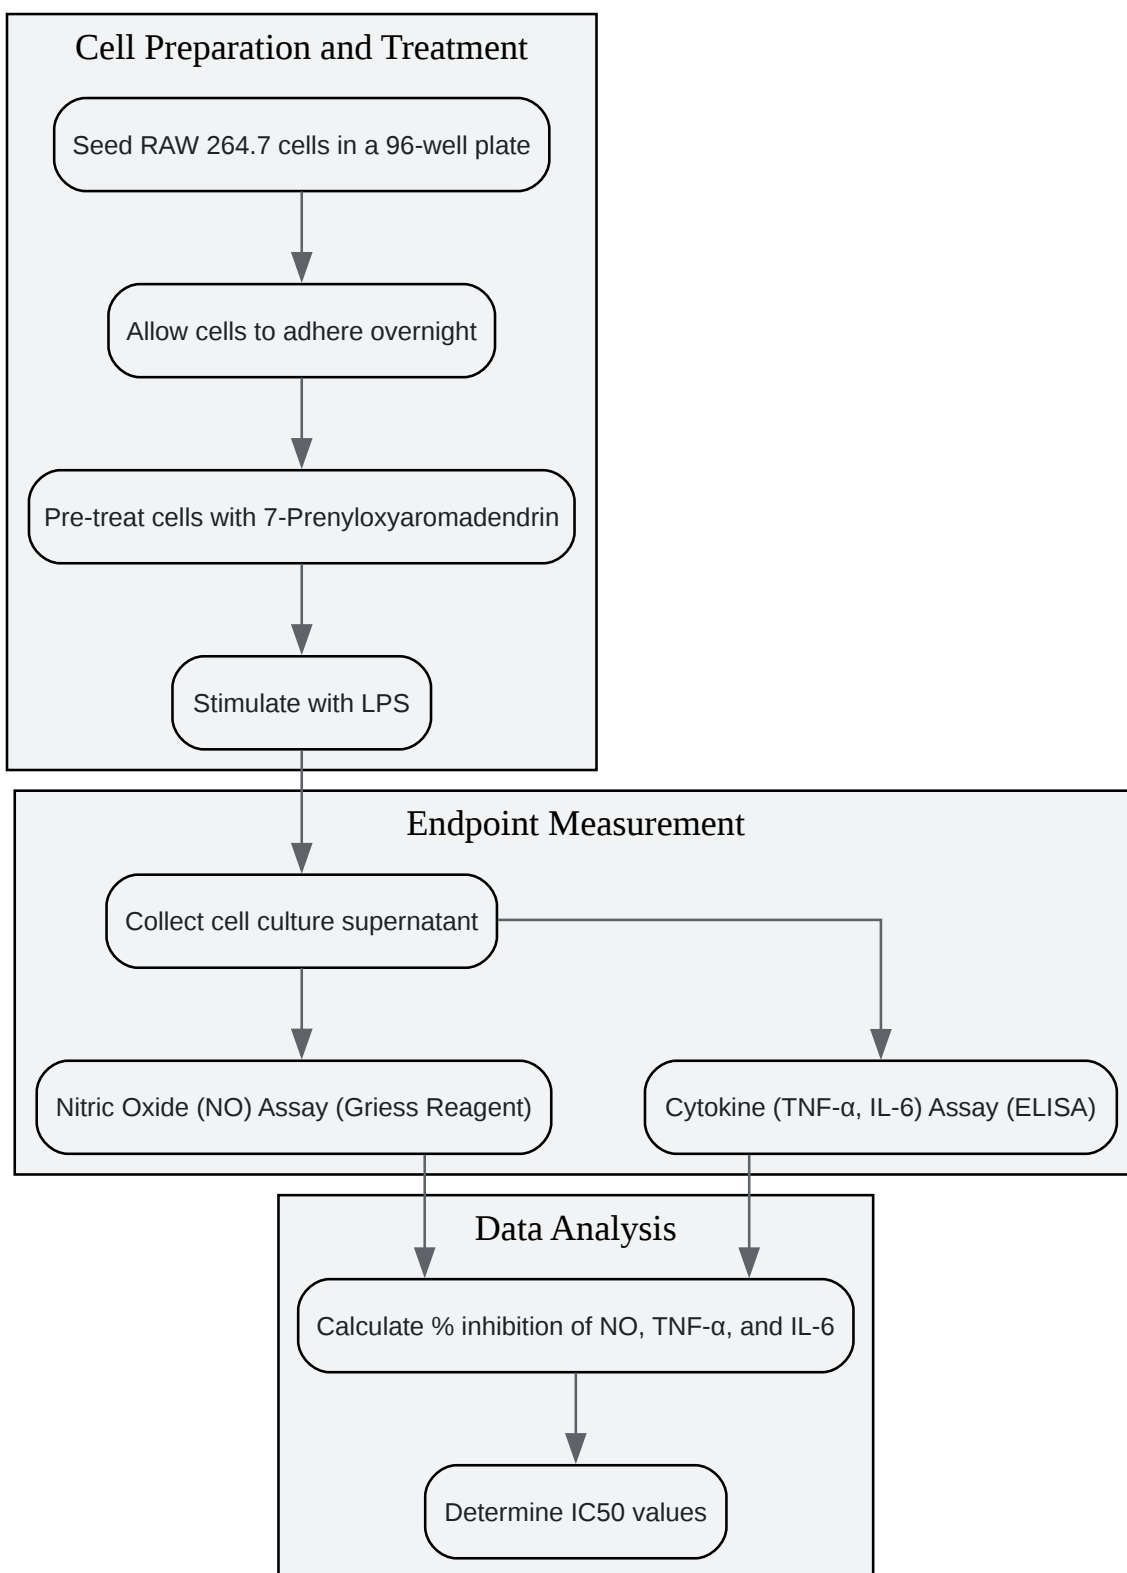 Cell Preparation and Treatment
Seed RAW 264.7 cells in a 96-well plate
Allow cells to adhere overnight
Pre-treat cells with 7-Prenyloxyaromadendrin
Stimulate with LPS
Endpoint Measurement
Collect cell culture supernatant
Nitric Oxide (NO) Assay (Griess Reagent)
Cytokine (TNF-α, IL-6) Assay (ELISA)
Data Analysis
Calculate % inhibition of NO, TNF-α, and IL-6
Determine IC50 values